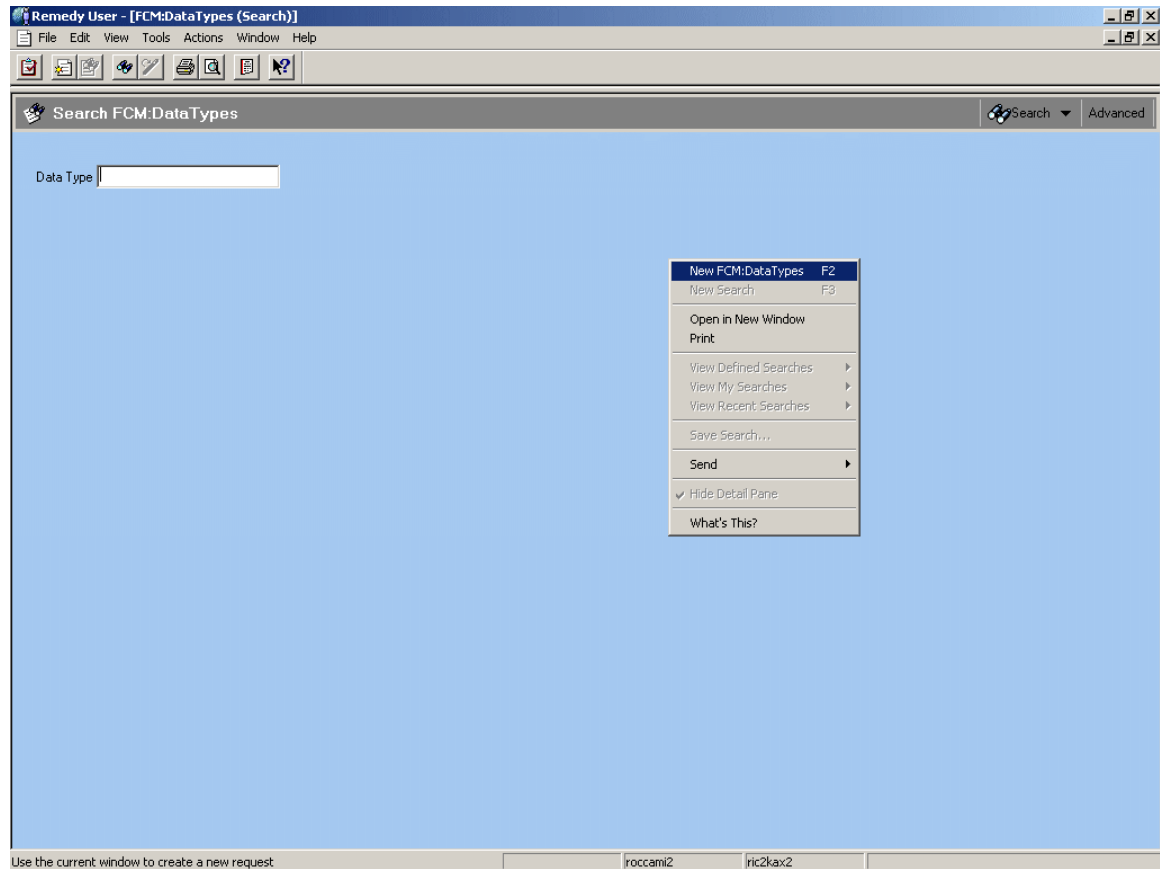 Remedy User - [FCM:DataTypes (Search)]
File Edit View Tools Actions Window Help
Search FCM:DataTypes
Search Advanced
Data Type
New FCM:DataTypes F2
New Search F3
Open in New Window
Print
View Defined Searches
View My Searches
View Recent Searches
Save Search...
Send
Hide Detail Pane
What's This?
Use the current window to create a new request roccami2 ric2kax2